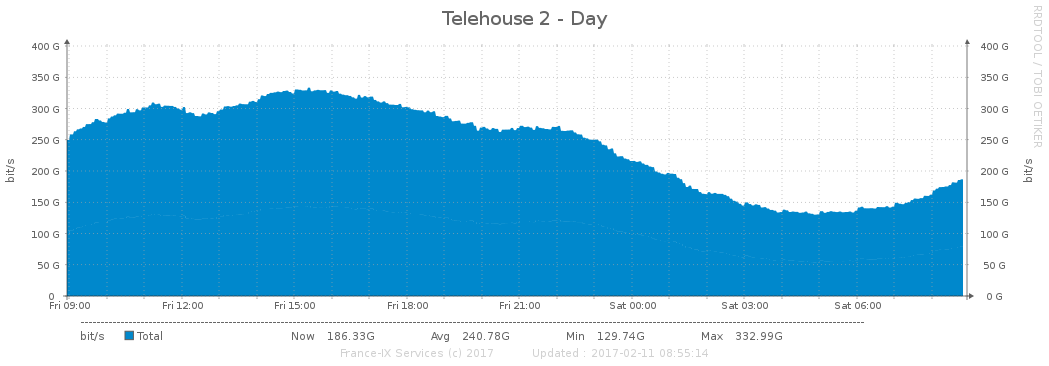 Telehouse 2 - Day
RRDTOOL / TOBI OETIKER
400 G 400 G
350 G 350 G
300 G 300 G
250 G 250 G
200 G 200 G
150 G 150 G
100 G 100 G
50 G 50 G
0 0 G
bit/s bit/s
Fri 09:00 Fri 12:00 Fri 15:00 Fri 18:00 Fri 21:00 Sat 00:00 Sat 03:00 Sat 06:00
bit/s Total Now 186.33G Avg 240.78G Min 129.74G Max 332.99G
France-IX Services (c) 2017 Updated : 2017-02-11 08:55:14